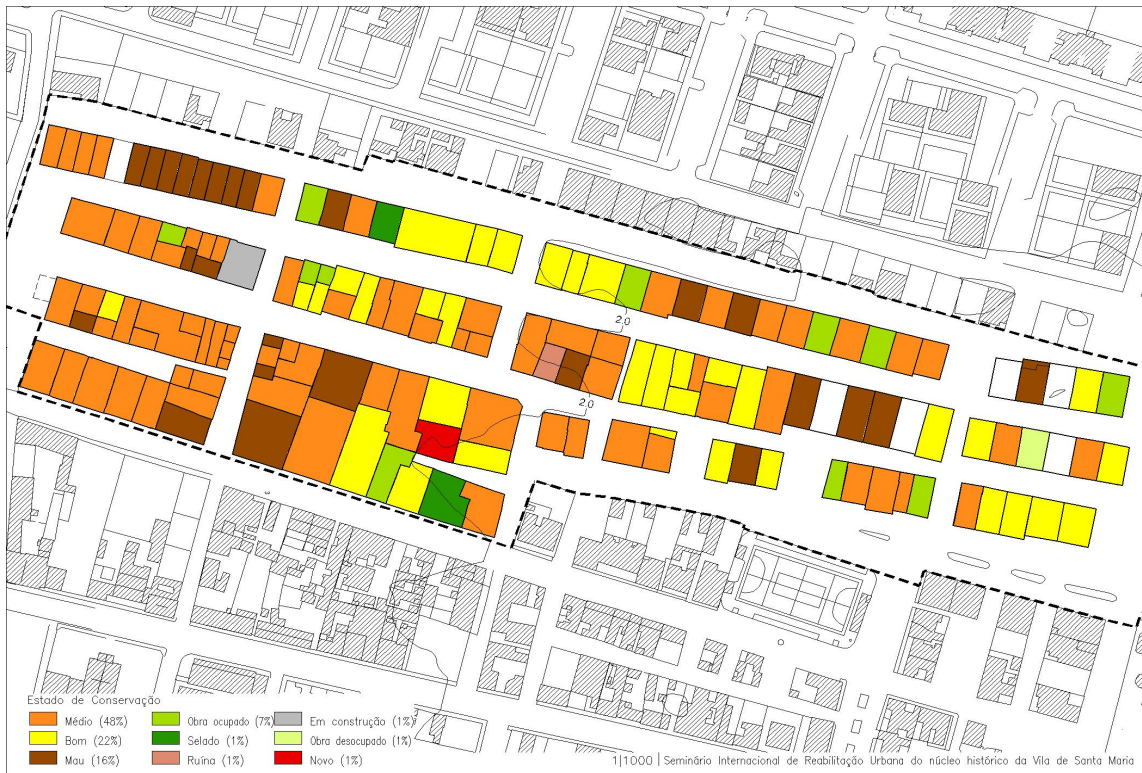 2.0
2.0
Estado de Conservação
Médio (48%)
Obra ocupado (7%)
Em construção (1%)
Bom (22%)
Selado (1%)
Obra desocupado (1%)
Mau (16%)
Ruína (1%)
Novo (1%)
1|1000 | Seminário Internacional de Reabilitação Urbana do núcleo histórico da Vila de Santa Maria